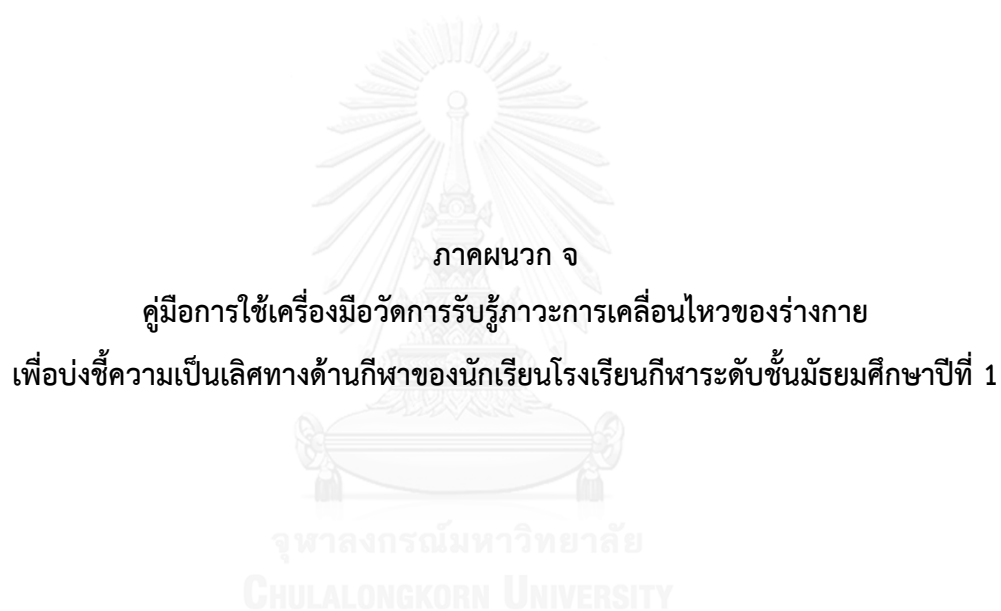 ภาคผนวก จ
คู่มือการใช้เครื่องมือวัดการรับรู้ภาวะการเคลื่อนไหวของร่างกาย
เพื่อบ่งชี้ความเป็นเลิศทางด้านกีฬาของนักเรียนโรงเรียนกีฬาระดับชั้นมัธยมศึกษาปีที่ 1
จุฬาลงกรณ์มหาวิทยาลัย
CHULALONGKORN UNIVERSITY